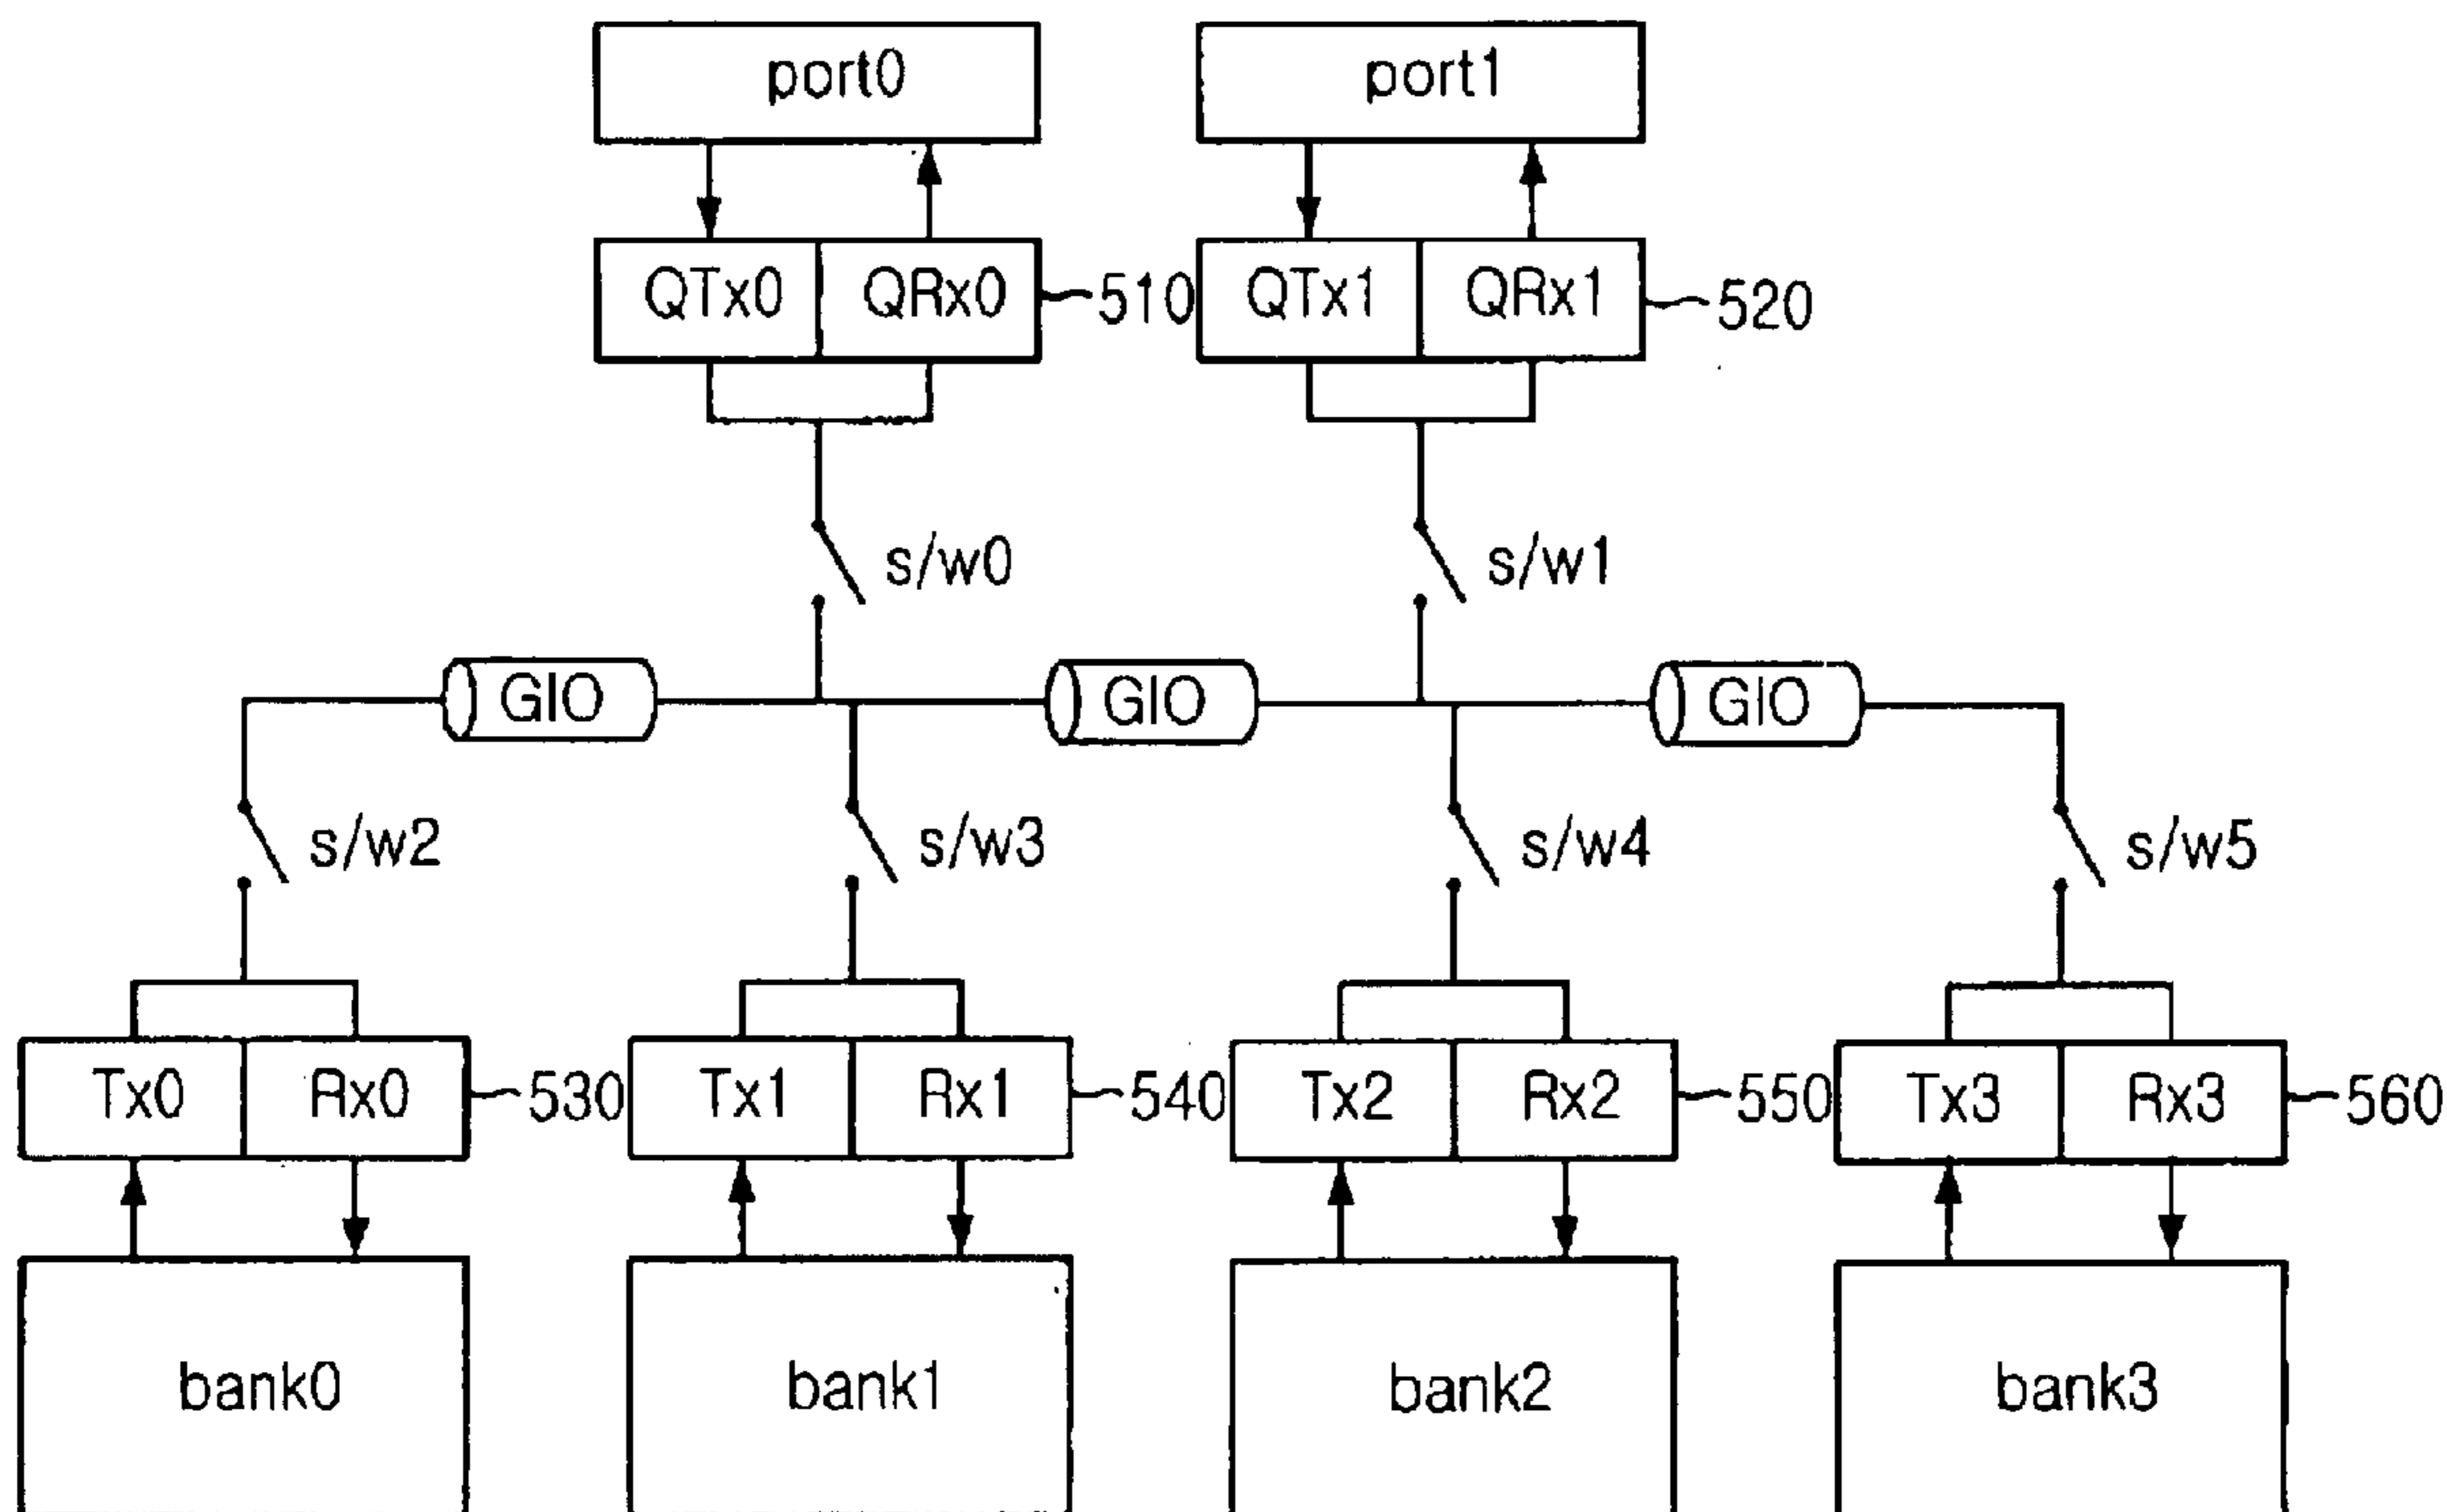 port0
port1
QTx0 QRx0 510
QTx1 QRx1 520
s/w0
s/w1
GIO
GIO
GIO
s/w2
s/w3
s/w4
s/w5
Tx0 Rx0 530
Tx1 Rx1 540
Tx2 Rx2 550
Tx3 Rx3 560
bank0
bank1
bank2
bank3